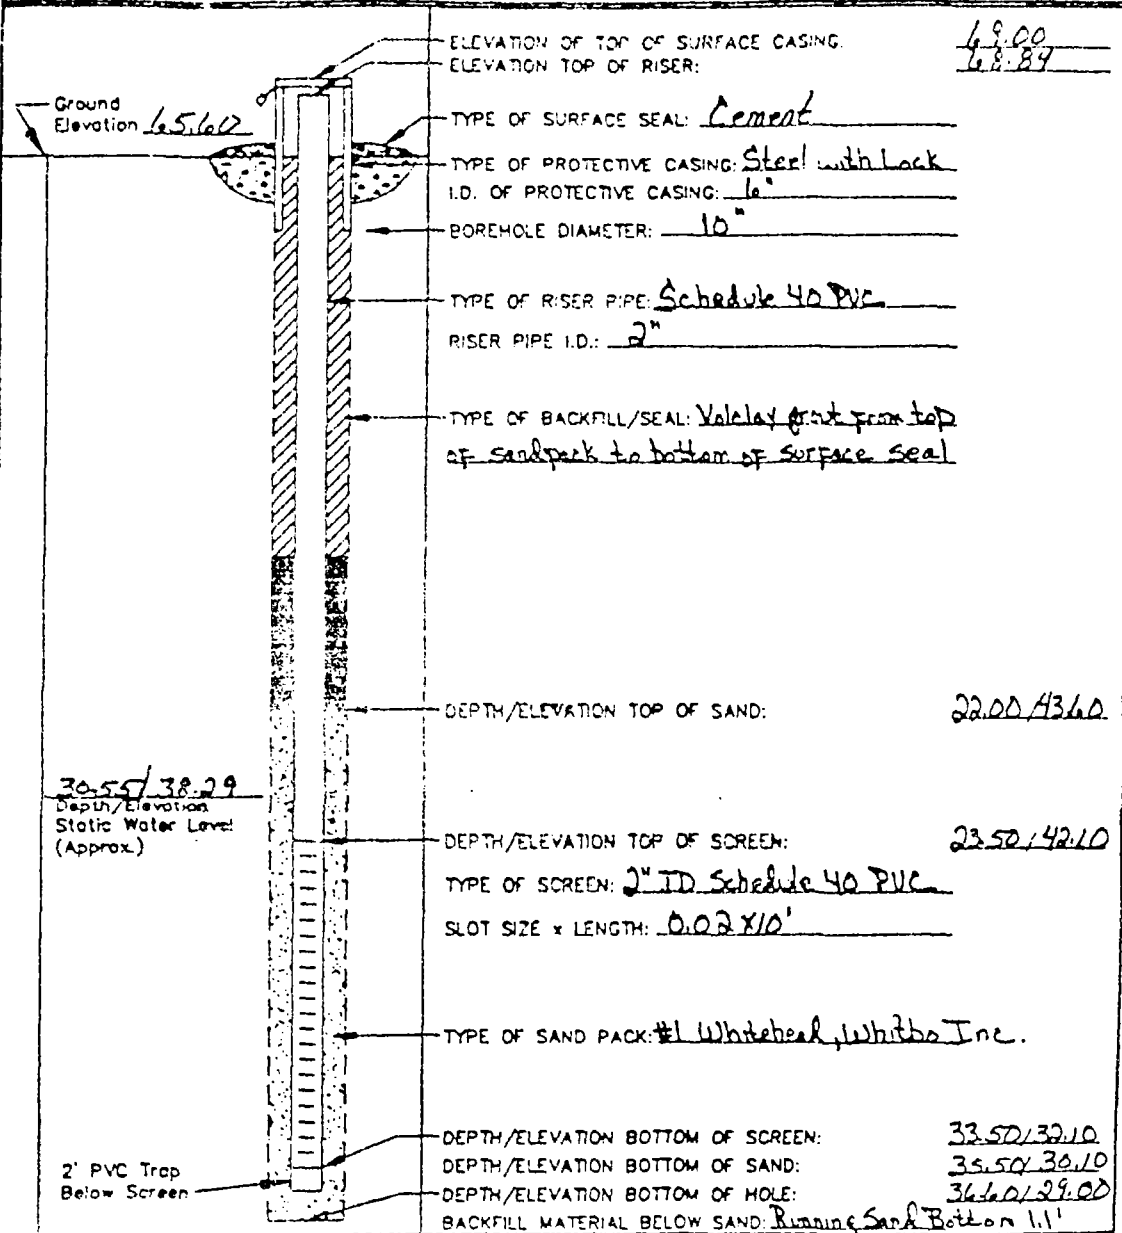 ELEVATION OF TOP OF SURFACE CASING: 69.00
ELEVATION TOP OF RISER: 68.84
Ground
Elevation 65.60
TYPE OF SURFACE SEAL: Cement
TYPE OF PROTECTIVE CASING: Steel with Lock
I.D. OF PROTECTIVE CASING: 6"
BOREHOLE DIAMETER: 10"
TYPE OF RISER PIPE: Schedule 40 PVC
RISER PIPE I.D.: 2"
TYPE OF BACKFILL/SEAL: Volclay grout from top
of sandpack to bottom of surface seal
DEPTH/ELEVATION TOP OF SAND: 22.00/43.60
30.55/38.29
Depth/Elevation
Static Water Level
(Approx.)
DEPTH/ELEVATION TOP OF SCREEN: 23.50/42.10
TYPE OF SCREEN: 2" ID Schedule 40 PVC
SLOT SIZE x LENGTH: 0.02 X10'
TYPE OF SAND PACK: #1 Whitehead, Inc.
DEPTH/ELEVATION BOTTOM OF SCREEN: 33.50/32.10
DEPTH/ELEVATION BOTTOM OF SAND: 35.50/30.10
2' PVC Trap
Below Screen
DEPTH/ELEVATION BOTTOM OF HOLE: 36.60/29.00
BACKFILL MATERIAL BELOW SAND: Running Sand Bottom 1.1'